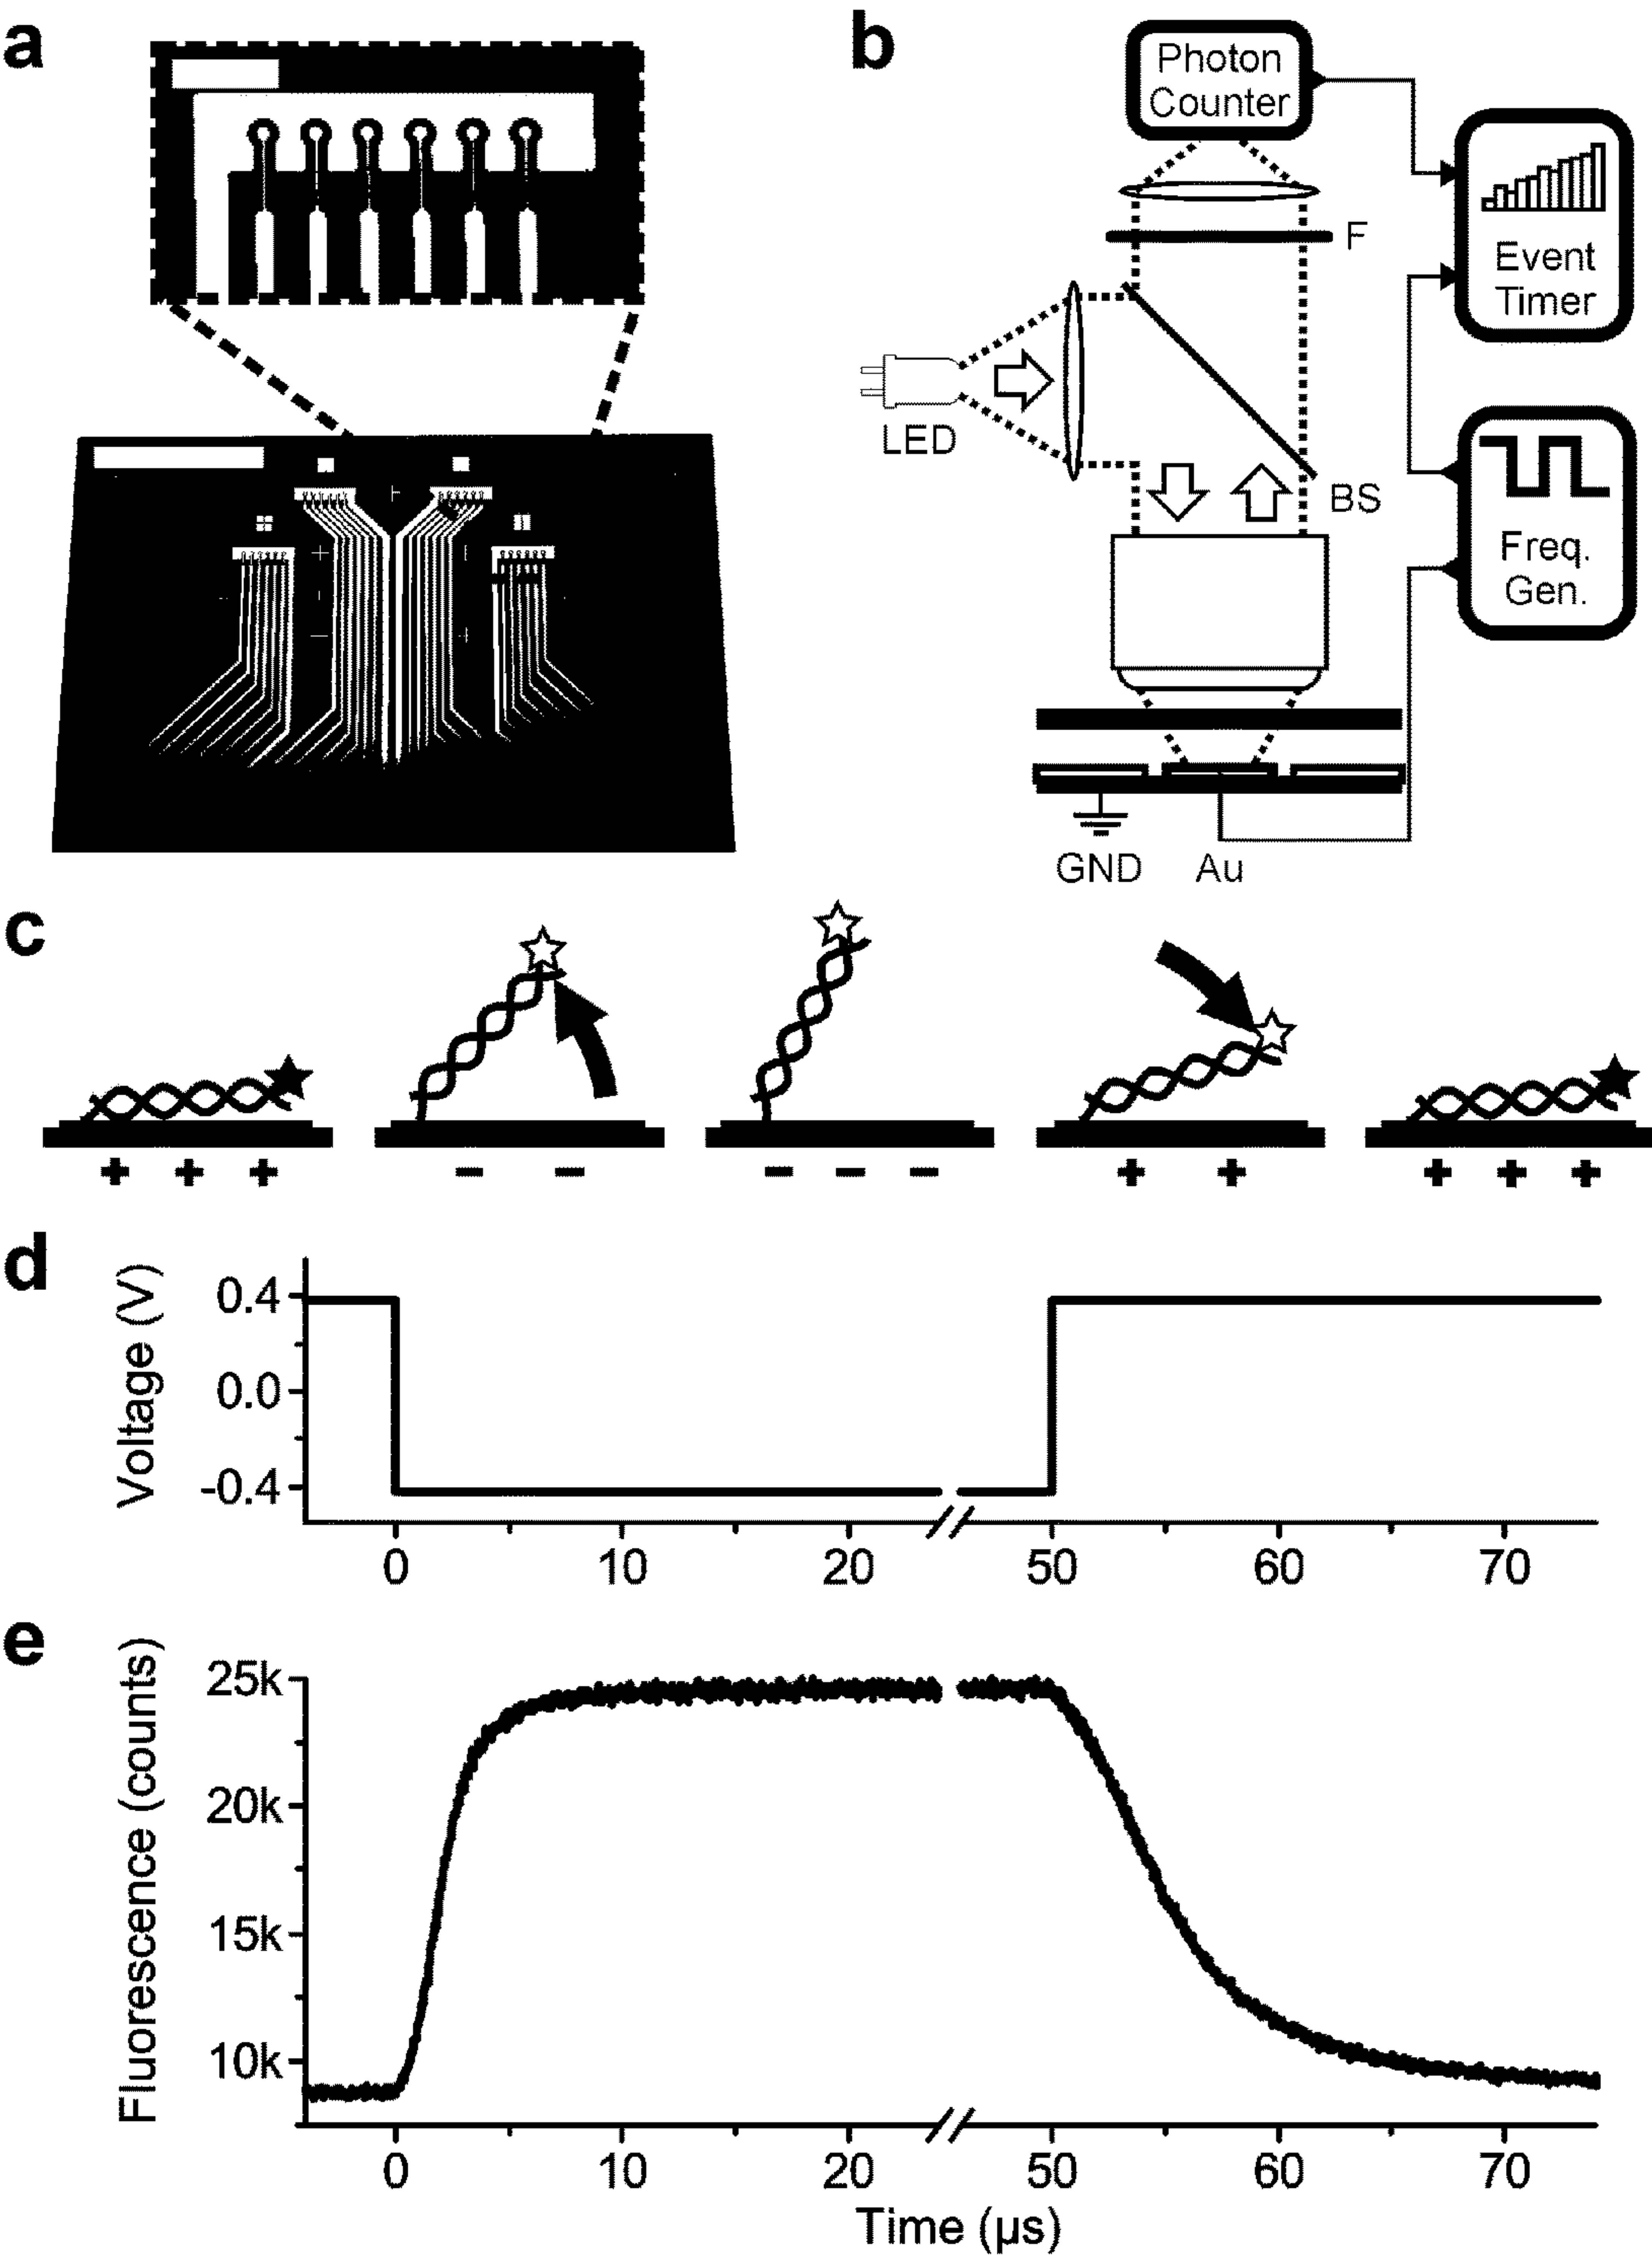 a
b
Photon
Counter
F
Event
Timer
LED
BS
Freq.
Gen.
GND
Au
c
+ + +
− −
− − −
+ +
+ + +
d
Voltage (V)
0.4
0.0
-0.4
0
10
20
50
60
70
e
Fluorescence (counts)
25k
20k
15k
10k
0
10
20
50
60
70
Time (µs)